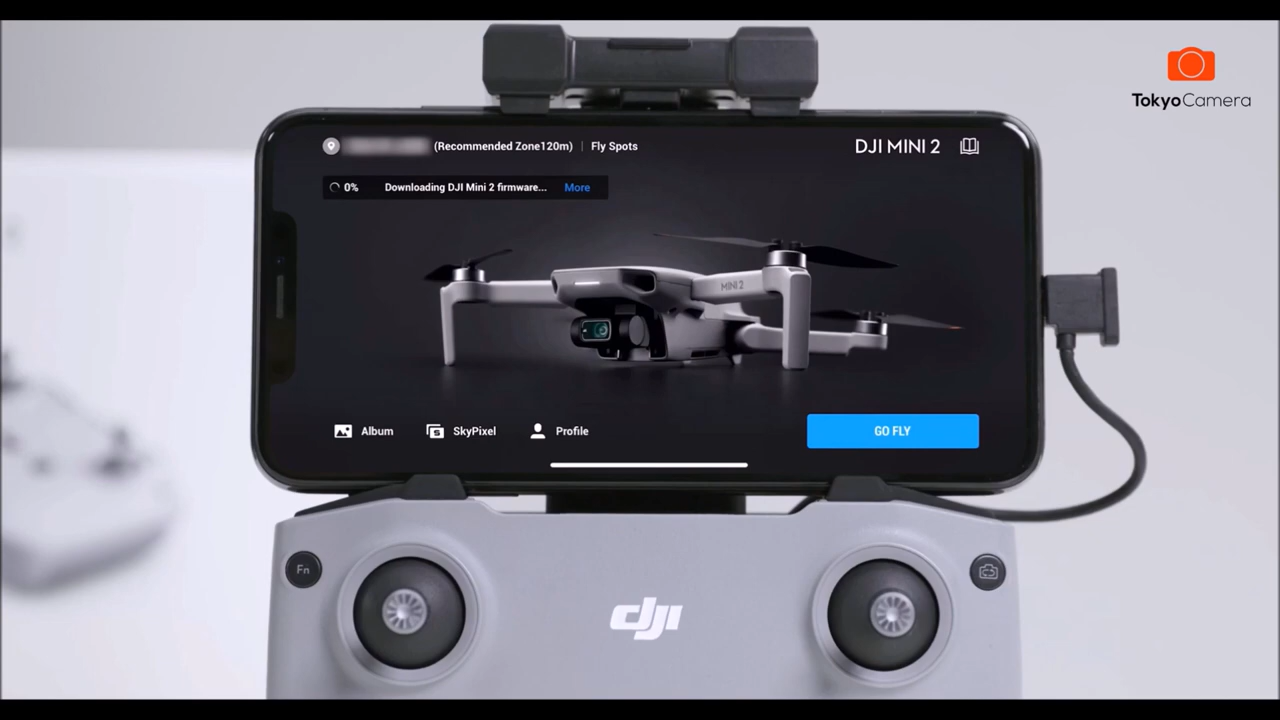 TokyoCamera
(Recommended Zone120m) | Fly Spots
DJI MINI 2
0% Downloading DJI Mini 2 firmware... More
MINI 2
Album SkyPixel Profile
GO FLY
Fn
dji